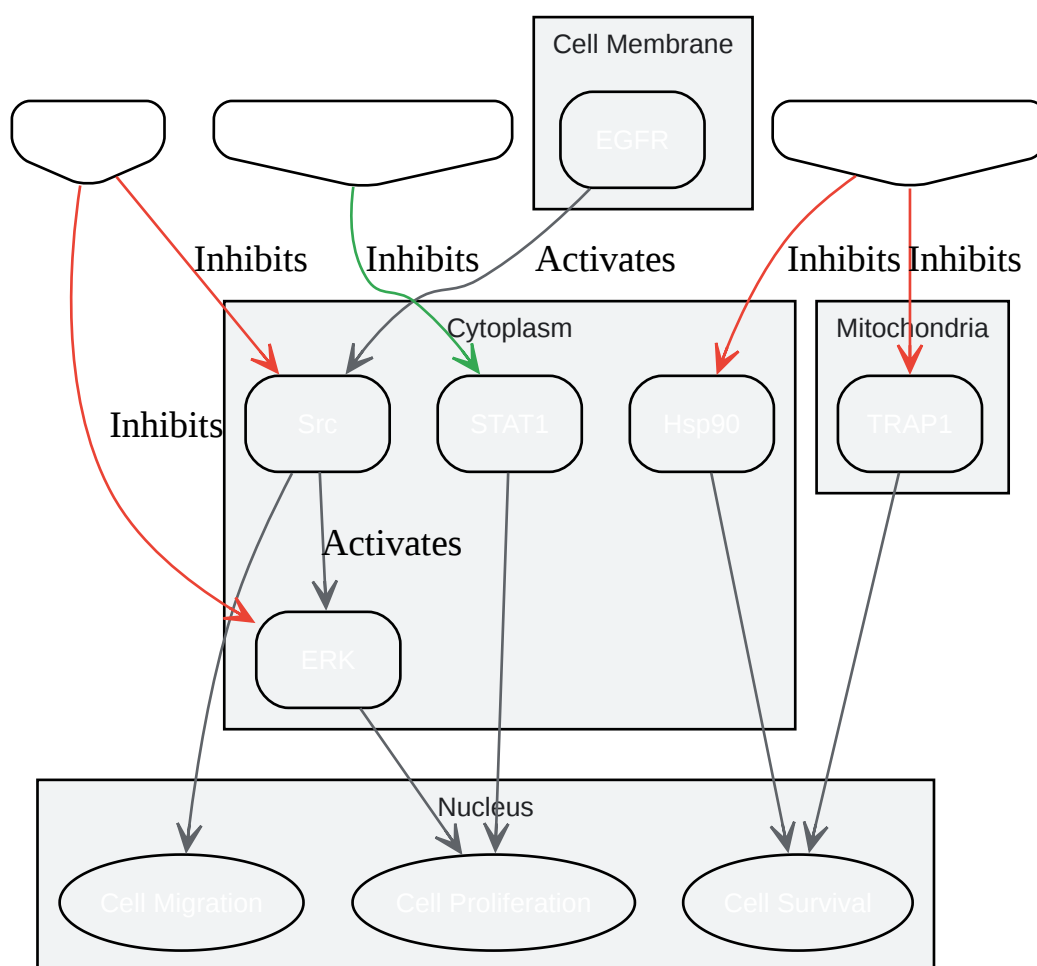 Cell Membrane
EGFR
Inhibits
Inhibits
Activates
Inhibits
Inhibits
Cytoplasm
Mitochondria
Src
STAT1
Hsp90
TRAP1
Inhibits
Activates
ERK
Nucleus
Cell Migration
Cell Proliferation
Cell Survival